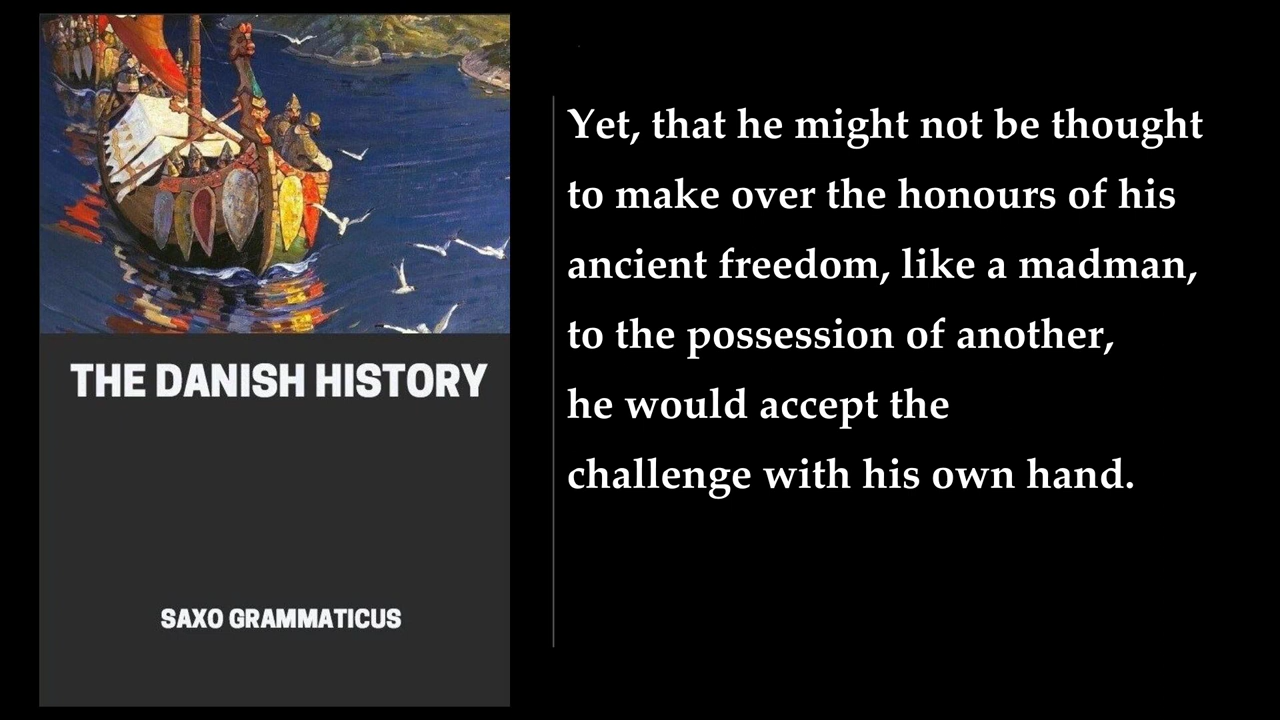 THE DANISH HISTORY
SAXO GRAMMATICUS
Yet, that he might not be thought
to make over the honours of his
ancient freedom, like a madman,
to the possession of another,
he would accept the
challenge with his own hand.